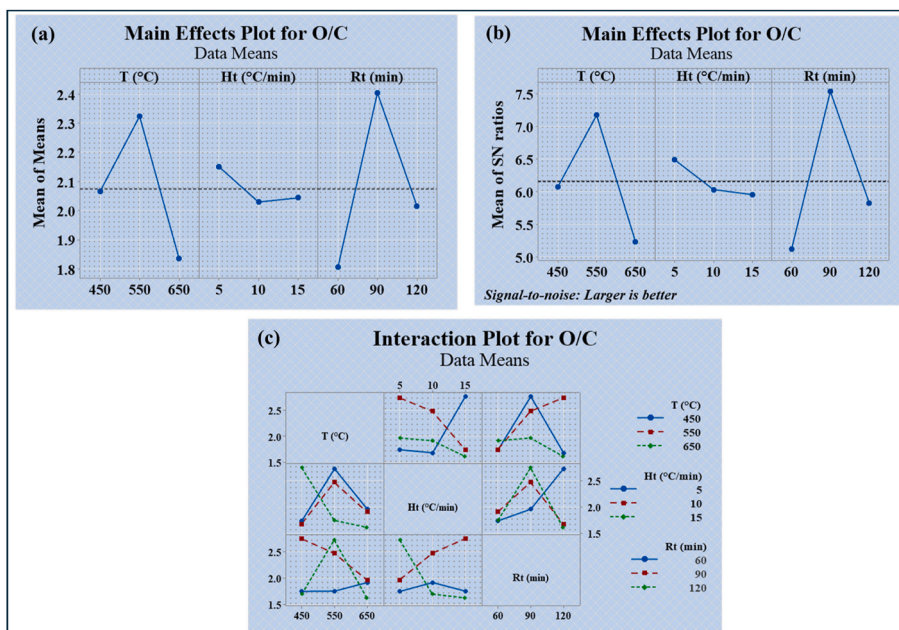 (a)
Main Effects Plot for O/C
Data Means
T (°C) Ht (°C/min) Rt (min)
Mean of Means
2.4
2.3
2.2
2.1
2.0
1.9
1.8
450 550 650 5 10 15 60 90 120
(b)
Main Effects Plot for O/C
Data Means
T (°C) Ht (°C/min) Rt (min)
Mean of SN ratios
7.5
7.0
6.5
6.0
5.5
5.0
450 550 650 5 10 15 60 90 120
Signal-to-noise: Larger is better
(c)
Interaction Plot for O/C
Data Means
5 10 15
2.5
2.0
1.5
T (°C)
T (°C)
450
550
650
Ht (°C/min)
2.5
2.0
1.5
Ht (°C/min)
5
10
15
2.5
2.0
1.5
Rt (min)
Rt (min)
60
90
120
450 550 650 60 90 120